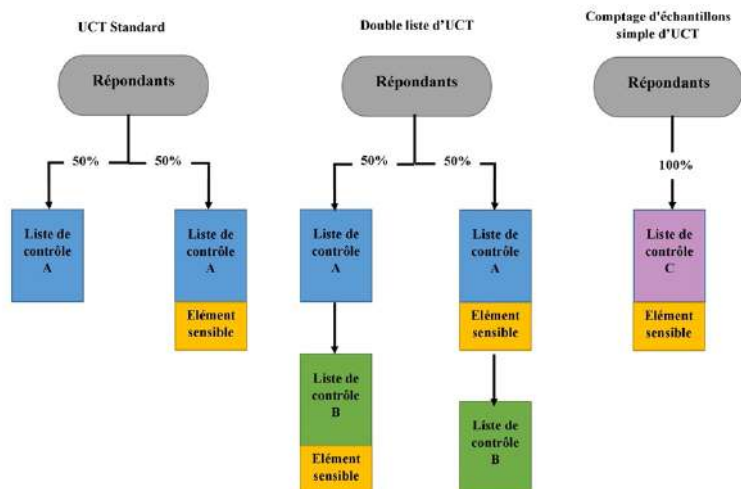 UCT Standard
Répondants
50%
50%
Liste de
contrôle
A
Liste de
contrôle
A
Elément
sensible
Double liste d'UCT
Répondants
50%
50%
Liste de
contrôle
A
Liste de
contrôle
B
Elément
sensible
Liste de
contrôle
A
Elément
sensible
Liste de
contrôle
B
Comptage d'échantillons
simple d'UCT
Répondants
100%
Liste de
contrôle
C
Elément
sensible